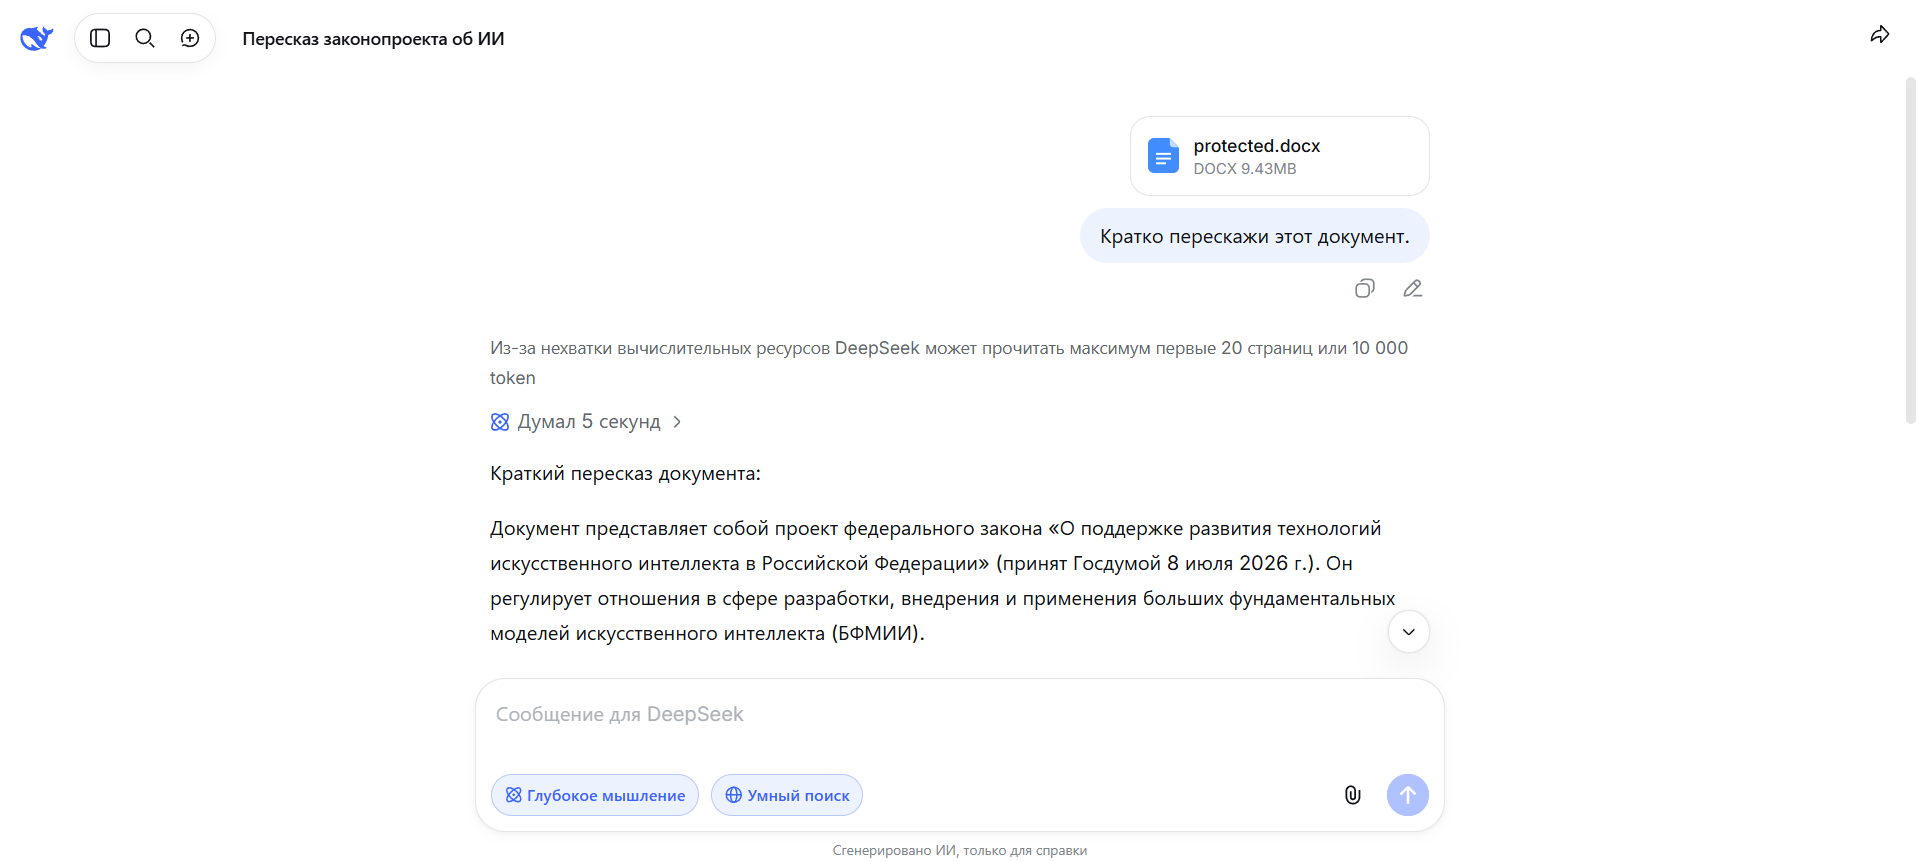 Пересказ законопроекта об ИИ
protected.docx
DOCX 9.43MB
Кратко перескажи этот документ.
Из-за нехватки вычислительных ресурсов DeepSeek может прочитать максимум первые 20 страниц или 10 000
token
Думал 5 секунд
Краткий пересказ документа:
Документ представляет собой проект федерального закона «О поддержке развития технологий
искусственного интеллекта в Российской Федерации» (принят Госдумой 8 июля 2026 г.). Он
регулирует отношения в сфере разработки, внедрения и применения больших фундаментальных
моделей искусственного интеллекта (БФМИИ).
Сообщение для DeepSeek
Глубокое мышление
Умный поиск
Сгенерировано ИИ, только для справки